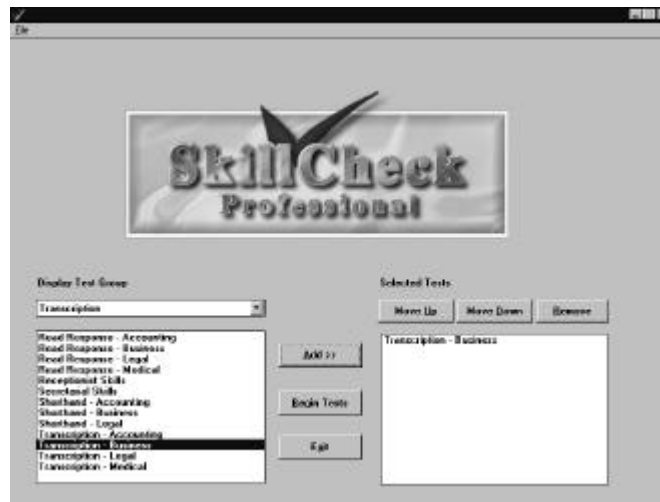 File
SkillCheck
Professional
Display Test Group
Transcription
Read Response - Accounting
Read Response - Business
Read Response - Legal
Read Response - Medical
Receptionist Skills
Secretarial Skills
Shorthand - Accounting
Shorthand - Business
Shorthand - Legal
Transcription - Accounting
Transcription - Business
Transcription - Legal
Transcription - Medical
Add >>
Begin Tests
Exit
Selected Tests
Move Up Move Down Remove
Transcription - Business